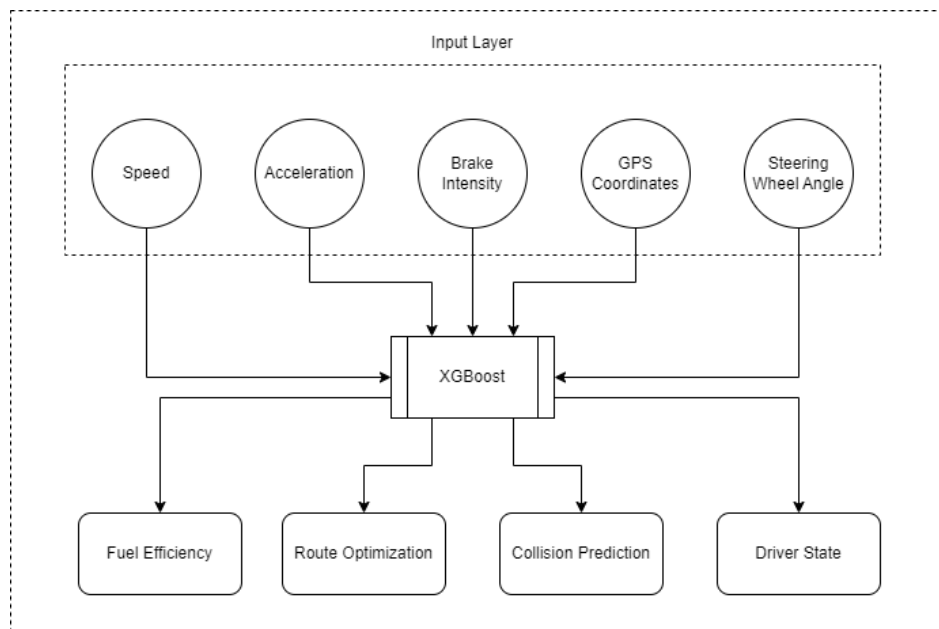 Input Layer
Speed
Acceleration
Brake
Intensity
GPS
Coordinates
Steering
Wheel Angle
XGBoost
Fuel Efficiency
Route Optimization
Collision Prediction
Driver State